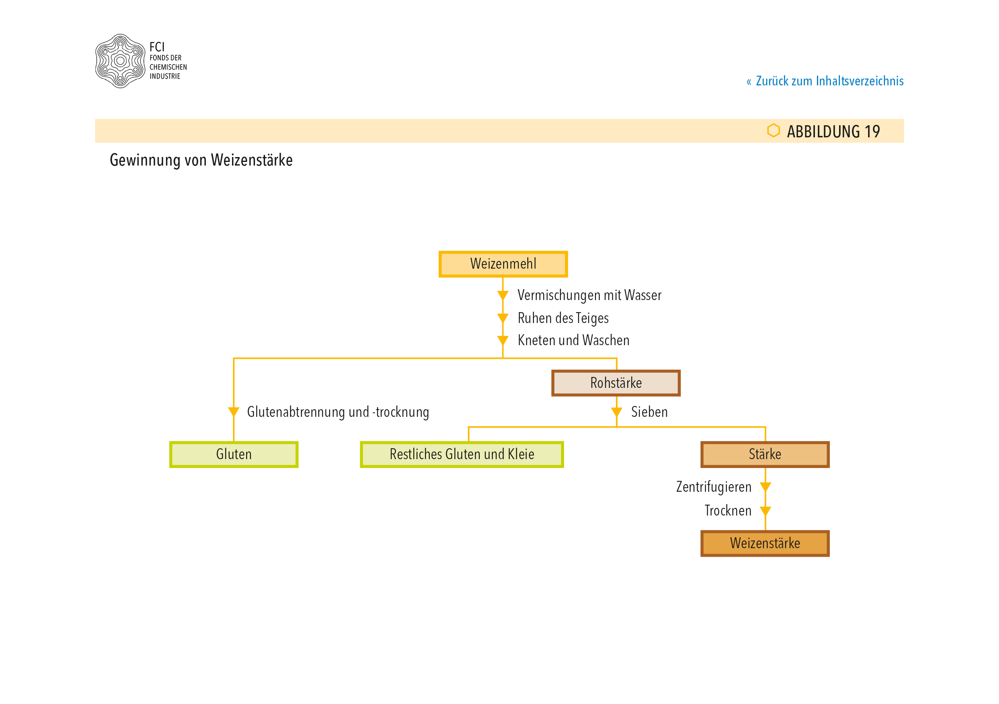 FCI
FONDS DER
CHEMISCHEN
INDUSTRIE
« Zurück zum Inhaltsverzeichnis
ABBILDUNG 19
Gewinnung von Weizenstärke
Weizenmehl
Vermischungen mit Wasser
Ruhen des Teiges
Kneten und Waschen
Rohstärke
Glutenabtrennung und -trocknung
Sieben
Gluten
Restliches Gluten und Kleie
Stärke
Zentrifugieren
Trocknen
Weizenstärke